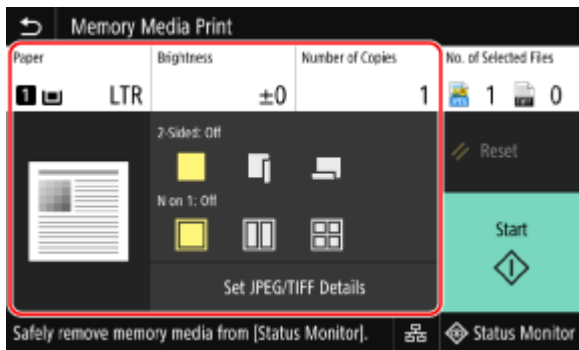 Memory Media Print
Paper Brightness Number of Copies No. of Selected Files
1 LTR ±0 1 JPEG 1 TIFF 0
2-Sided: Off
Reset
N on 1: Off
Start
Set JPEG/TIFF Details
Safely remove memory media from [Status Monitor]. Status Monitor